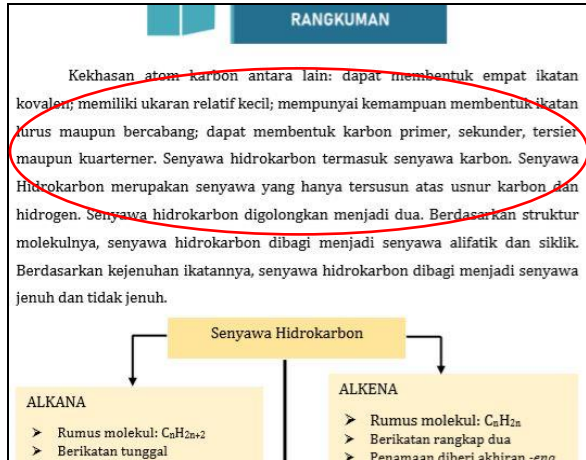 RANGKUMAN
Kekhasan atom karbon antara lain: dapat membentuk empat ikatan
kovalen; memiliki ukaran relatif kecil; mempunyai kemampuan membentuk ikatan
lurus maupun bercabang; dapat membentuk karbon primer, sekunder, tersier
maupun kuarterner. Senyawa hidrokarbon termasuk senyawa karbon. Senyawa
Hidrokarbon merupakan senyawa yang hanya tersusun atas usnur karbon dan
hidrogen. Senyawa hidrokarbon digolongkan menjadi dua. Berdasarkan struktur
molekulnya, senyawa hidrokarbon dibagi menjadi senyawa alifatik dan siklik.
Berdasarkan kejenuhan ikatannya, senyawa hidrokarbon dibagi menjadi senyawa
jenuh dan tidak jenuh.
Senyawa Hidrokarbon
ALKANA
➤ Rumus molekul: CₙH₂ₙ₊₂
➤ Berikatan tunggal
ALKENA
➤ Rumus molekul: CₙH₂ₙ
➤ Berikatan rangkap dua
➤ Penamaan diberi akhiran -ena